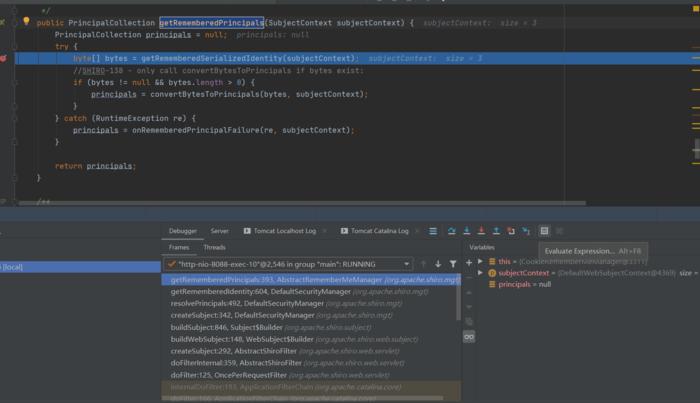 */
public PrincipalCollection getRememberedPrincipals(SubjectContext subjectContext) {  subjectContext:  size = 3
PrincipalCollection principals = null;  principals: null
try {
byte[] bytes = getRememberedSerializedIdentity(subjectContext);  subjectContext:  size = 3
//SHIRO-138 - only call convertBytesToPrincipals if bytes exist:
if (bytes != null && bytes.length > 0) {
principals = convertBytesToPrincipals(bytes, subjectContext);
}
} catch (RuntimeException re) {
principals = onRememberedPrincipalFailure(re, subjectContext);
}
return principals;
}
/**
Debugger Server Tomcat Localhost Log Tomcat Catalina Log
Evaluate Expression... Alt+F8
Frames Threads Variables
"http-nio-8088-exec-10"@2,546 in group "main": RUNNING
[local]
getRememberedPrincipals:393, AbstractRememberMeManager (org.apache.shiro.mgt)
getRememberedIdentity:604, DefaultSecurityManager (org.apache.shiro.mgt)
resolvePrincipals:492, DefaultSecurityManager (org.apache.shiro.mgt)
createSubject:342, DefaultSecurityManager (org.apache.shiro.mgt)
buildSubject:846, Subject$Builder (org.apache.shiro.subject)
buildWebSubject:148, WebSubject$Builder (org.apache.shiro.web.subject)
createSubject:292, AbstractShiroFilter (org.apache.shiro.web.servlet)
doFilterInternal:359, AbstractShiroFilter (org.apache.shiro.web.servlet)
doFilter:125, OncePerRequestFilter (org.apache.shiro.web.servlet)
internalDoFilter:193, ApplicationFilterChain (org.apache.catalina.core)
this =
subjectContext = {DefaultWebSubjectContext@4369} size =
principals = null